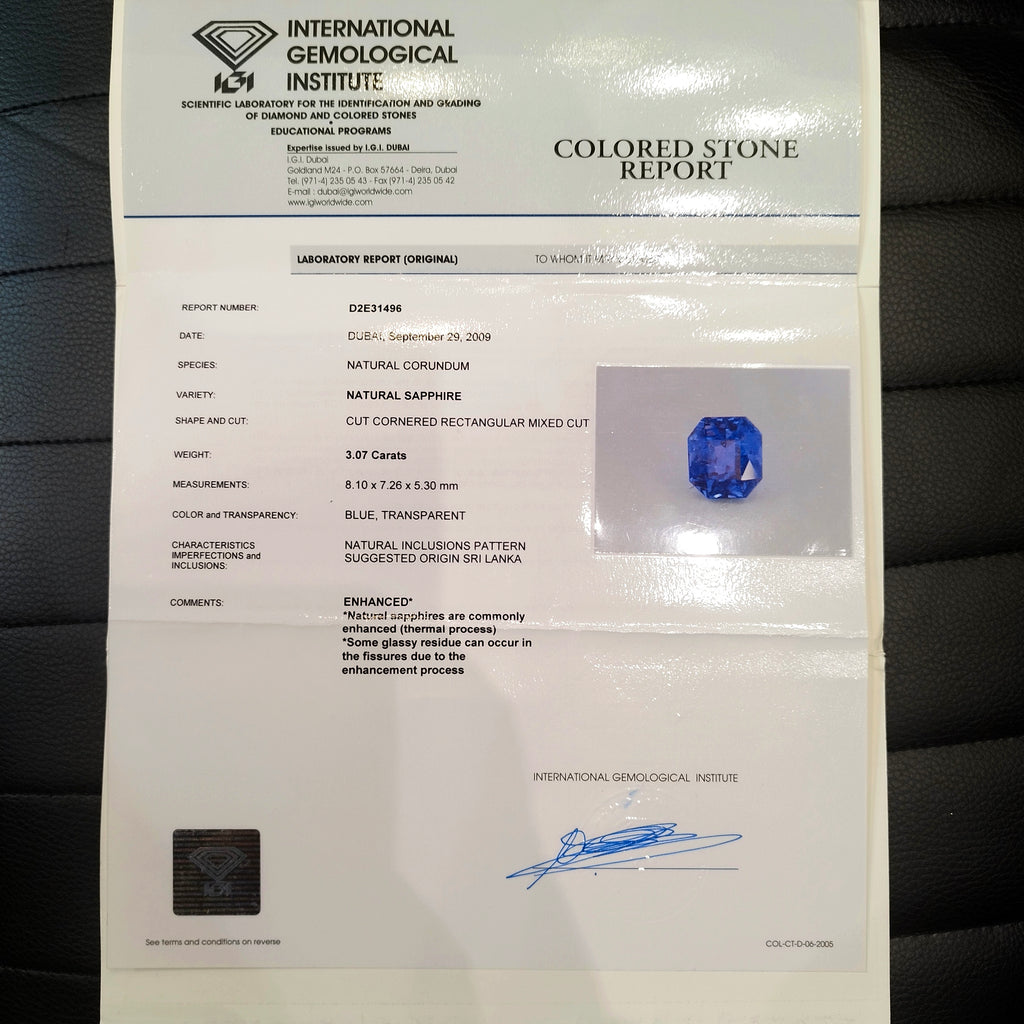 INTERNATIONAL
GEMOLOGICAL
INSTITUTE
IGI
SCIENTIFIC LABORATORY FOR THE IDENTIFICATION AND GRADING
OF DIAMOND AND COLORED STONES
•
EDUCATIONAL PROGRAMS
Expertise issued by I.G.I. DUBAI
I.G.I. Dubai
Goldland M24 - P.O. Box 57664 - Deira, Dubai
Tel. (971-4) 235 05 43 - Fax (971-4) 235 05 42
E-mail : dubai@igiworldwide.com
www.igiworldwide.com
COLORED STONE
REPORT
LABORATORY REPORT (ORIGINAL) TO WHOM IT
REPORT NUMBER: D2E31496
DATE: DUBAI, September 29, 2009
SPECIES: NATURAL CORUNDUM
VARIETY: NATURAL SAPPHIRE
SHAPE AND CUT: CUT CORNERED RECTANGULAR MIXED CUT
WEIGHT: 3.07 Carats
MEASUREMENTS: 8.10 x 7.26 x 5.30 mm
COLOR and TRANSPARENCY: BLUE, TRANSPARENT
CHARACTERISTICS
IMPERFECTIONS and
INCLUSIONS:
NATURAL INCLUSIONS PATTERN
SUGGESTED ORIGIN SRI LANKA
COMMENTS: ENHANCED*
*Natural sapphires are commonly
enhanced (thermal process)
*Some glassy residue can occur in
the fissures due to the
enhancement process
INTERNATIONAL GEMOLOGICAL INSTITUTE
IGI
See terms and conditions on reverse
COL-CT-D-06-2005